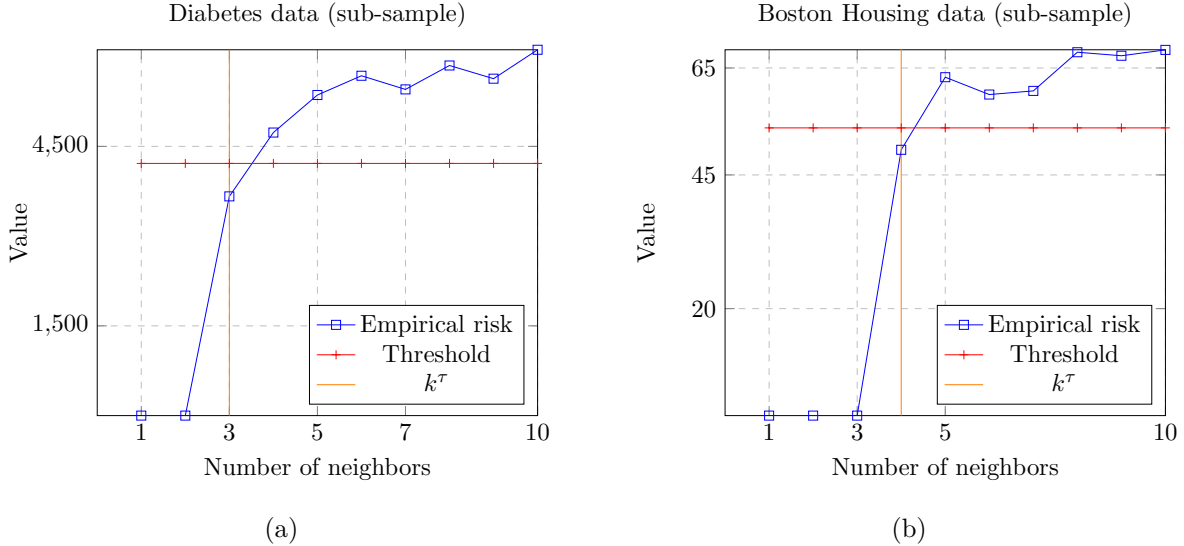 Diabetes data (sub-sample)
4,500
1,500
Value
Empirical risk
Threshold
k^τ
1 3 5 7 10
Number of neighbors
(a)
Boston Housing data (sub-sample)
65
45
20
Value
Empirical risk
Threshold
k^τ
1 3 5 10
Number of neighbors
(b)